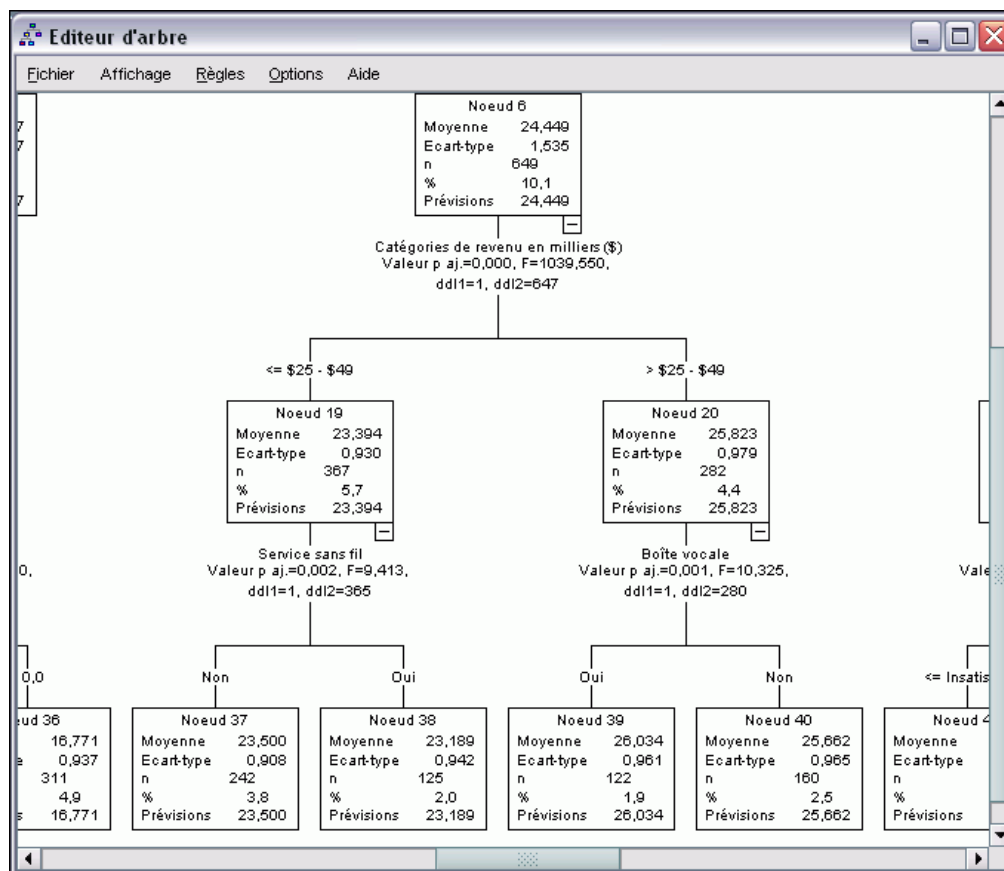 Editeur d'arbre
Fichier Affichage Règles Options Aide
Noeud 6
Moyenne 24,449
Ecart-type 1,535
n 649
% 10,1
Prévisions 24,449
Catégories de revenu en milliers ($)
Valeur p aj.=0,000, F=1039,550,
ddl1=1, ddl2=647
<= $25 - $49
> $25 - $49
Noeud 19
Moyenne 23,394
Ecart-type 0,930
n 367
% 5,7
Prévisions 23,394
Noeud 20
Moyenne 25,823
Ecart-type 0,979
n 282
% 4,4
Prévisions 25,823
Service sans fil
Valeur p aj.=0,002, F=9,413,
ddl1=1, ddl2=365
Boîte vocale
Valeur p aj.=0,001, F=10,325,
ddl1=1, ddl2=280
0,
Vale
0,0
Non
Oui
Oui
Non
<= Insatis
ud 36
16,771
e 0,937
311
4,9
s 16,771
Noeud 37
Moyenne 23,500
Ecart-type 0,908
n 242
% 3,8
Prévisions 23,500
Noeud 38
Moyenne 23,189
Ecart-type 0,942
n 125
% 2,0
Prévisions 23,189
Noeud 39
Moyenne 26,034
Ecart-type 0,961
n 122
% 1,9
Prévisions 26,034
Noeud 40
Moyenne 25,662
Ecart-type 0,965
n 160
% 2,5
Prévisions 25,662
Noeud 4
Moyenne
Ecart-type
n
%
Prévisions